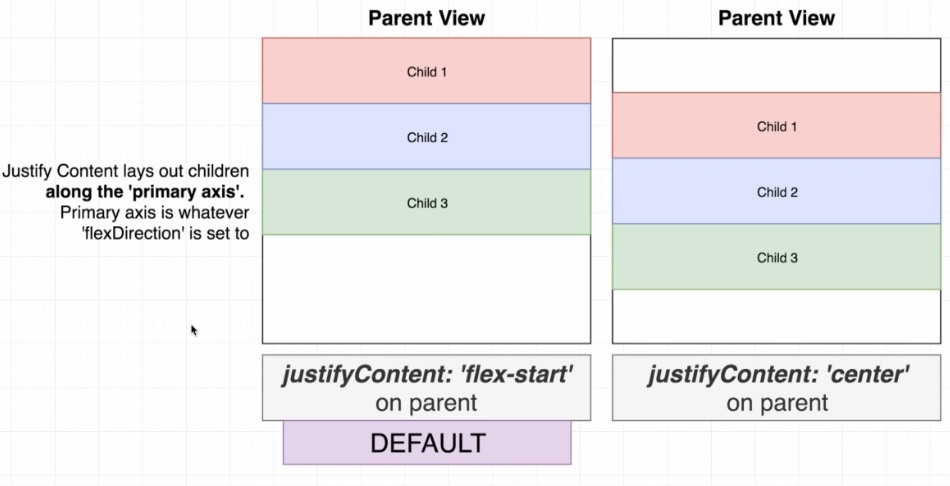 Parent View
Parent View
Child 1
Child 2
Child 3
Child 1
Child 2
Child 3
Justify Content lays out children
along the 'primary axis'.
Primary axis is whatever
'flexDirection' is set to
justifyContent: 'flex-start'
on parent
DEFAULT
justifyContent: 'center'
on parent